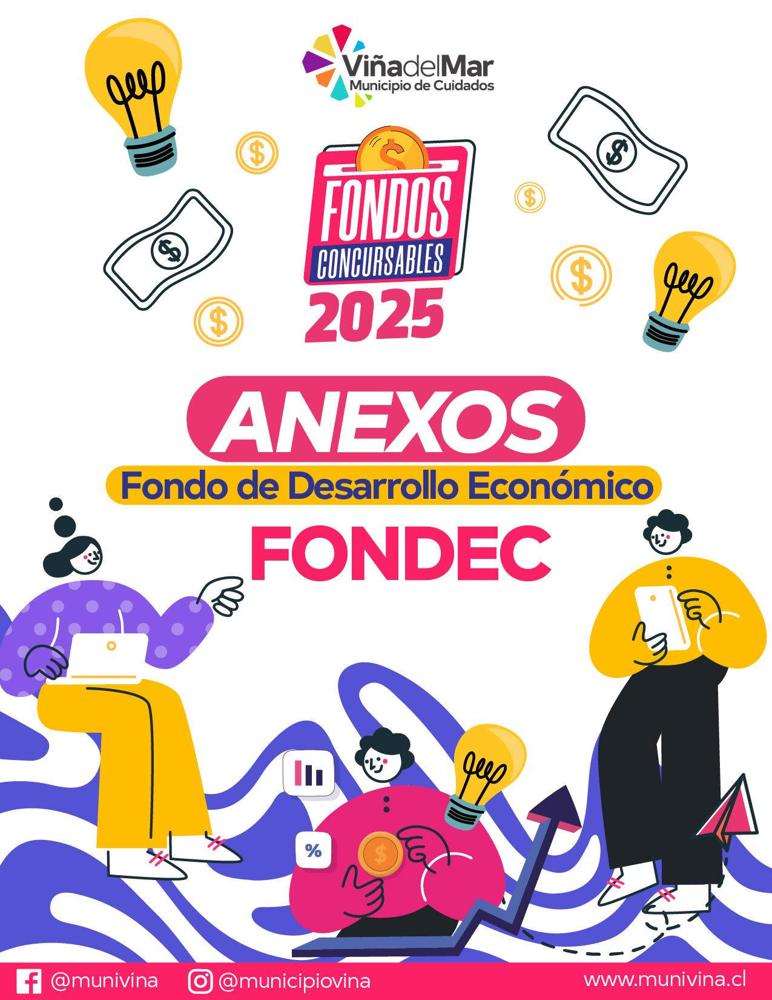 ViñadelMar
Municipio de Cuidados
FONDOS
CONCURSABLES
2025
ANEXOS
Fondo de Desarrollo Económico
FONDEC
%
@munivina
@municipiovina
www.munivina.cl